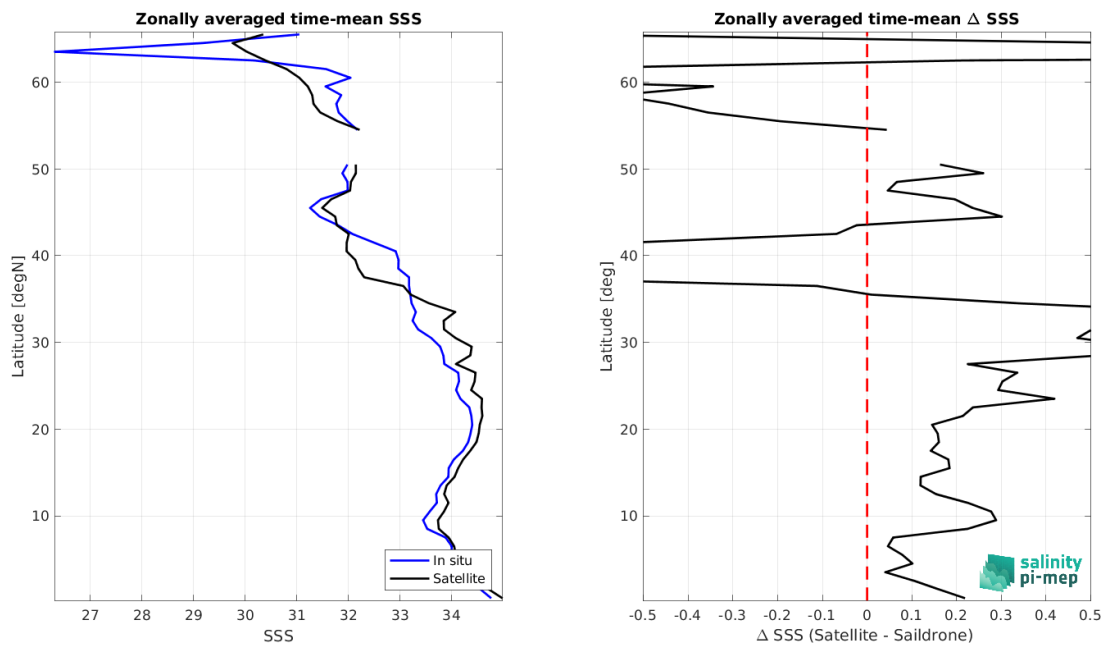 Zonally averaged time-mean SSS
Latitude [degN]
60
50
40
30
20
10
27 28 29 30 31 32 33 34
SSS
In situ
Satellite
Zonally averaged time-mean Δ SSS
Latitude [deg]
60
50
40
30
20
10
-0.5 -0.4 -0.3 -0.2 -0.1 0 0.1 0.2 0.3 0.4 0.5
Δ SSS (Satellite - Saildrone)
salinity
pi-mep